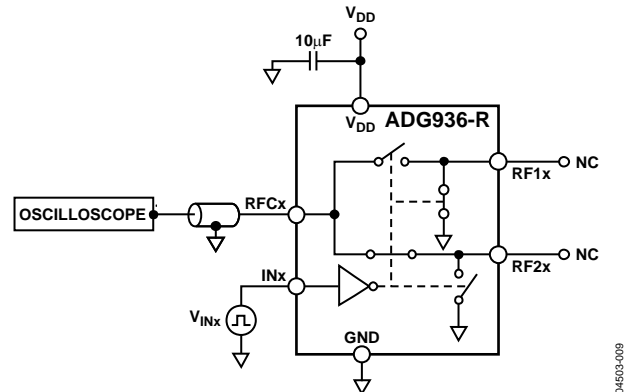 VDD
10μF
VDD
ADG936-R
RF1x
NC
OSCILLOSCOPE
RFCx
RF2x
NC
INx
VINx
GND
04503-009